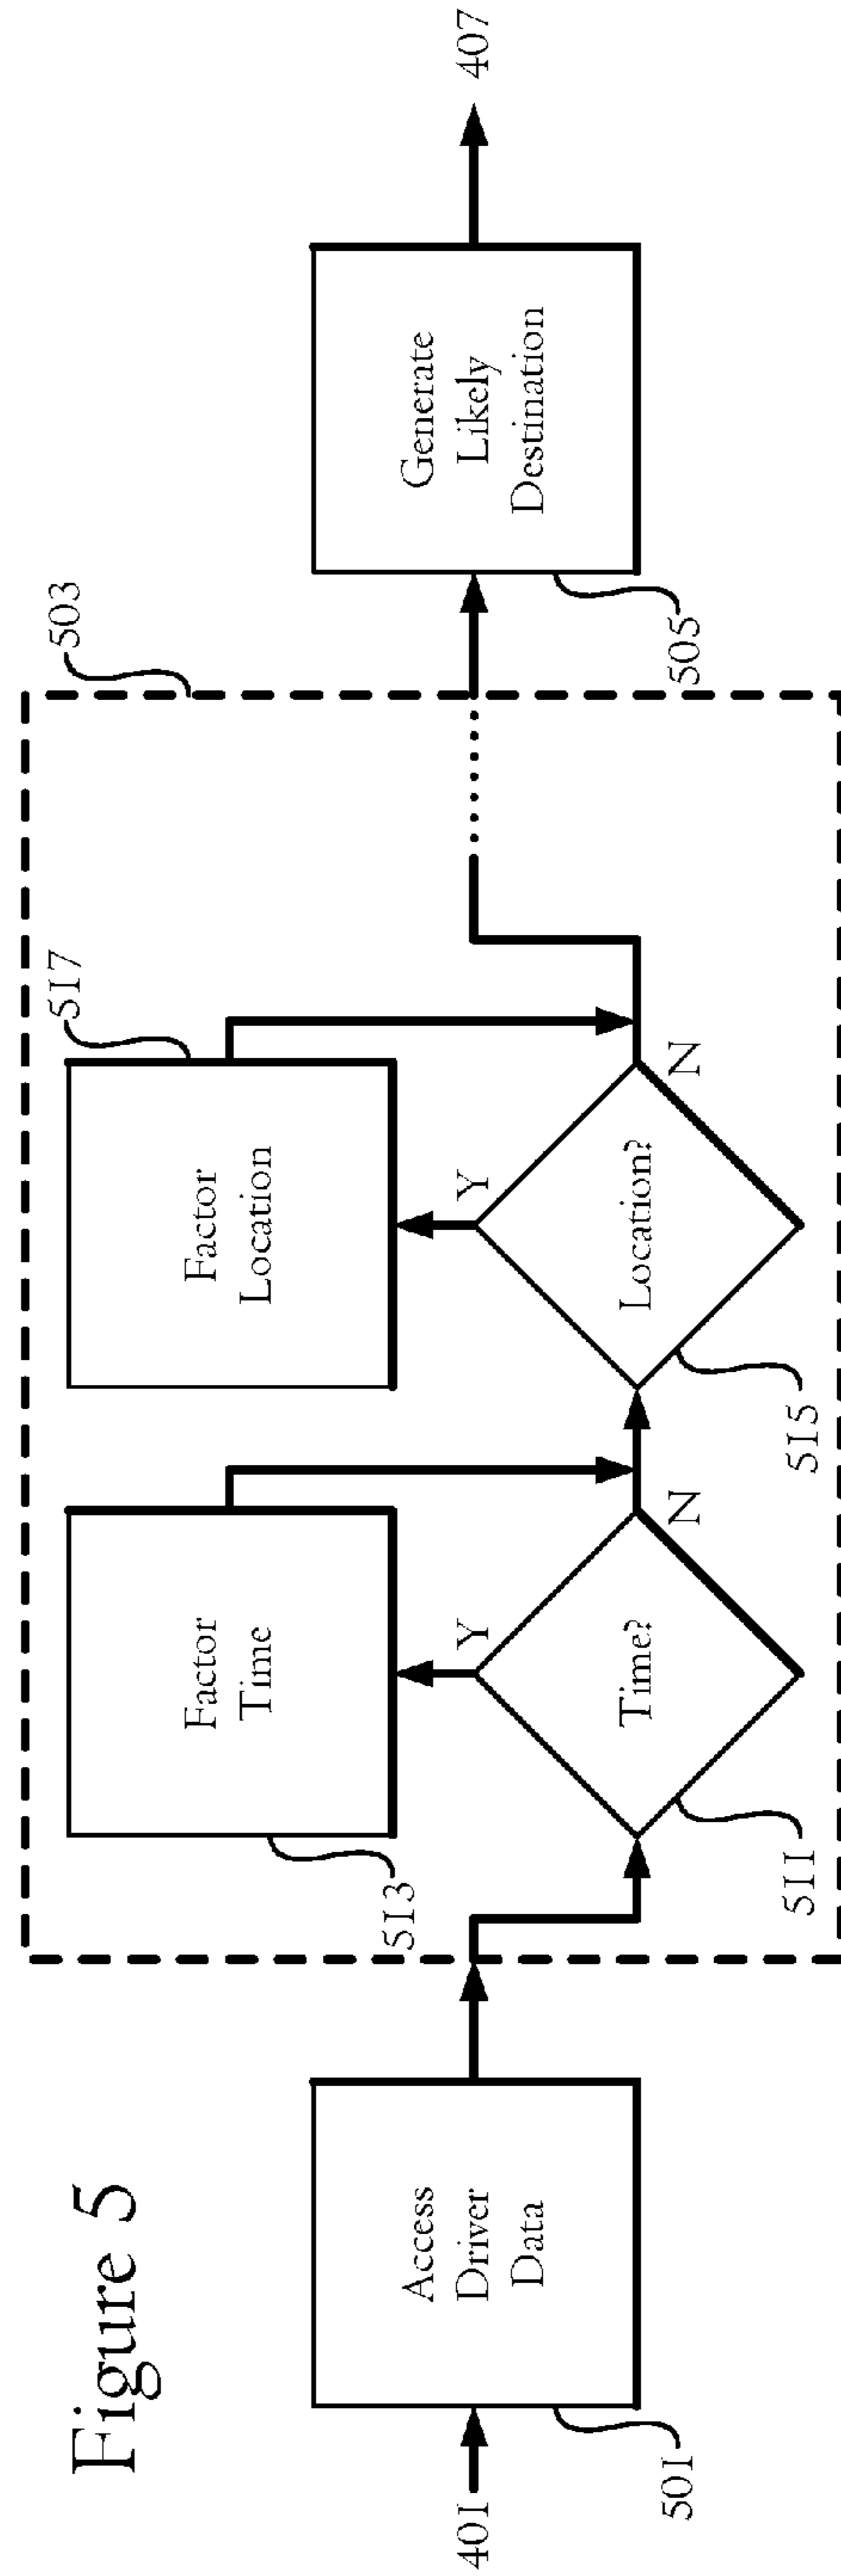 Figure 5
401
Access
Driver
Data
501
503
Factor
Time
513
Time?
Y
N
511
Factor
Location
517
Location?
Y
N
515
Generate
Likely
Destination
505
407